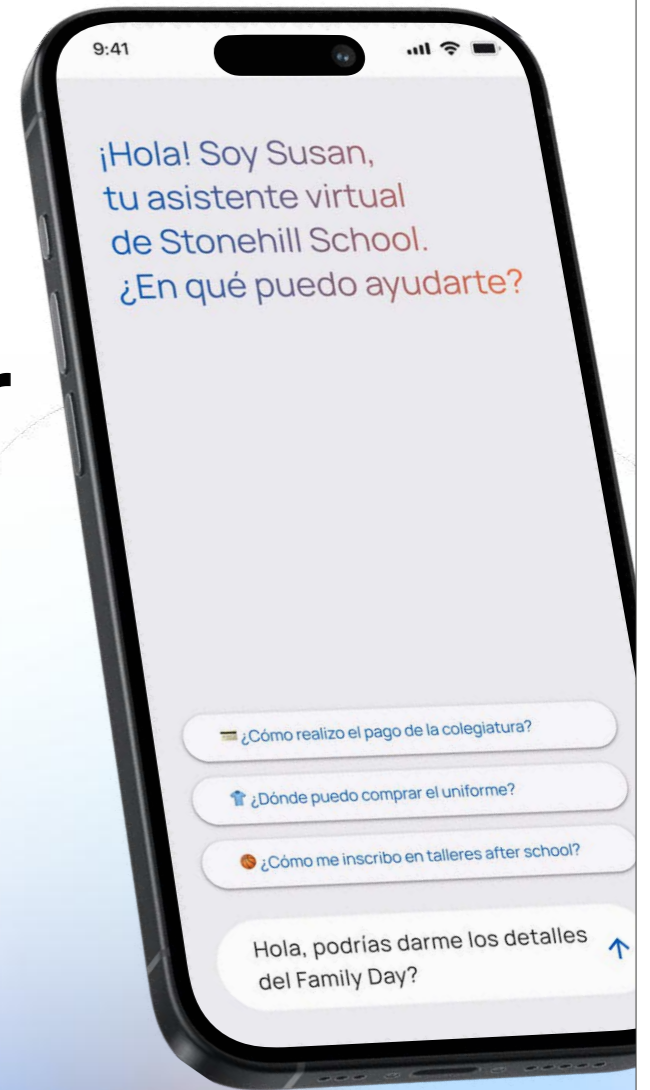 9:41
¡Hola! Soy Susan,
tu asistente virtual
de Stonehill School.
¿En qué puedo ayudarte?
¿Cómo realizo el pago de la colegiatura?
¿Dónde puedo comprar el uniforme?
¿Cómo me inscribo en talleres after school?
Hola, podrías darme los detalles
del Family Day?